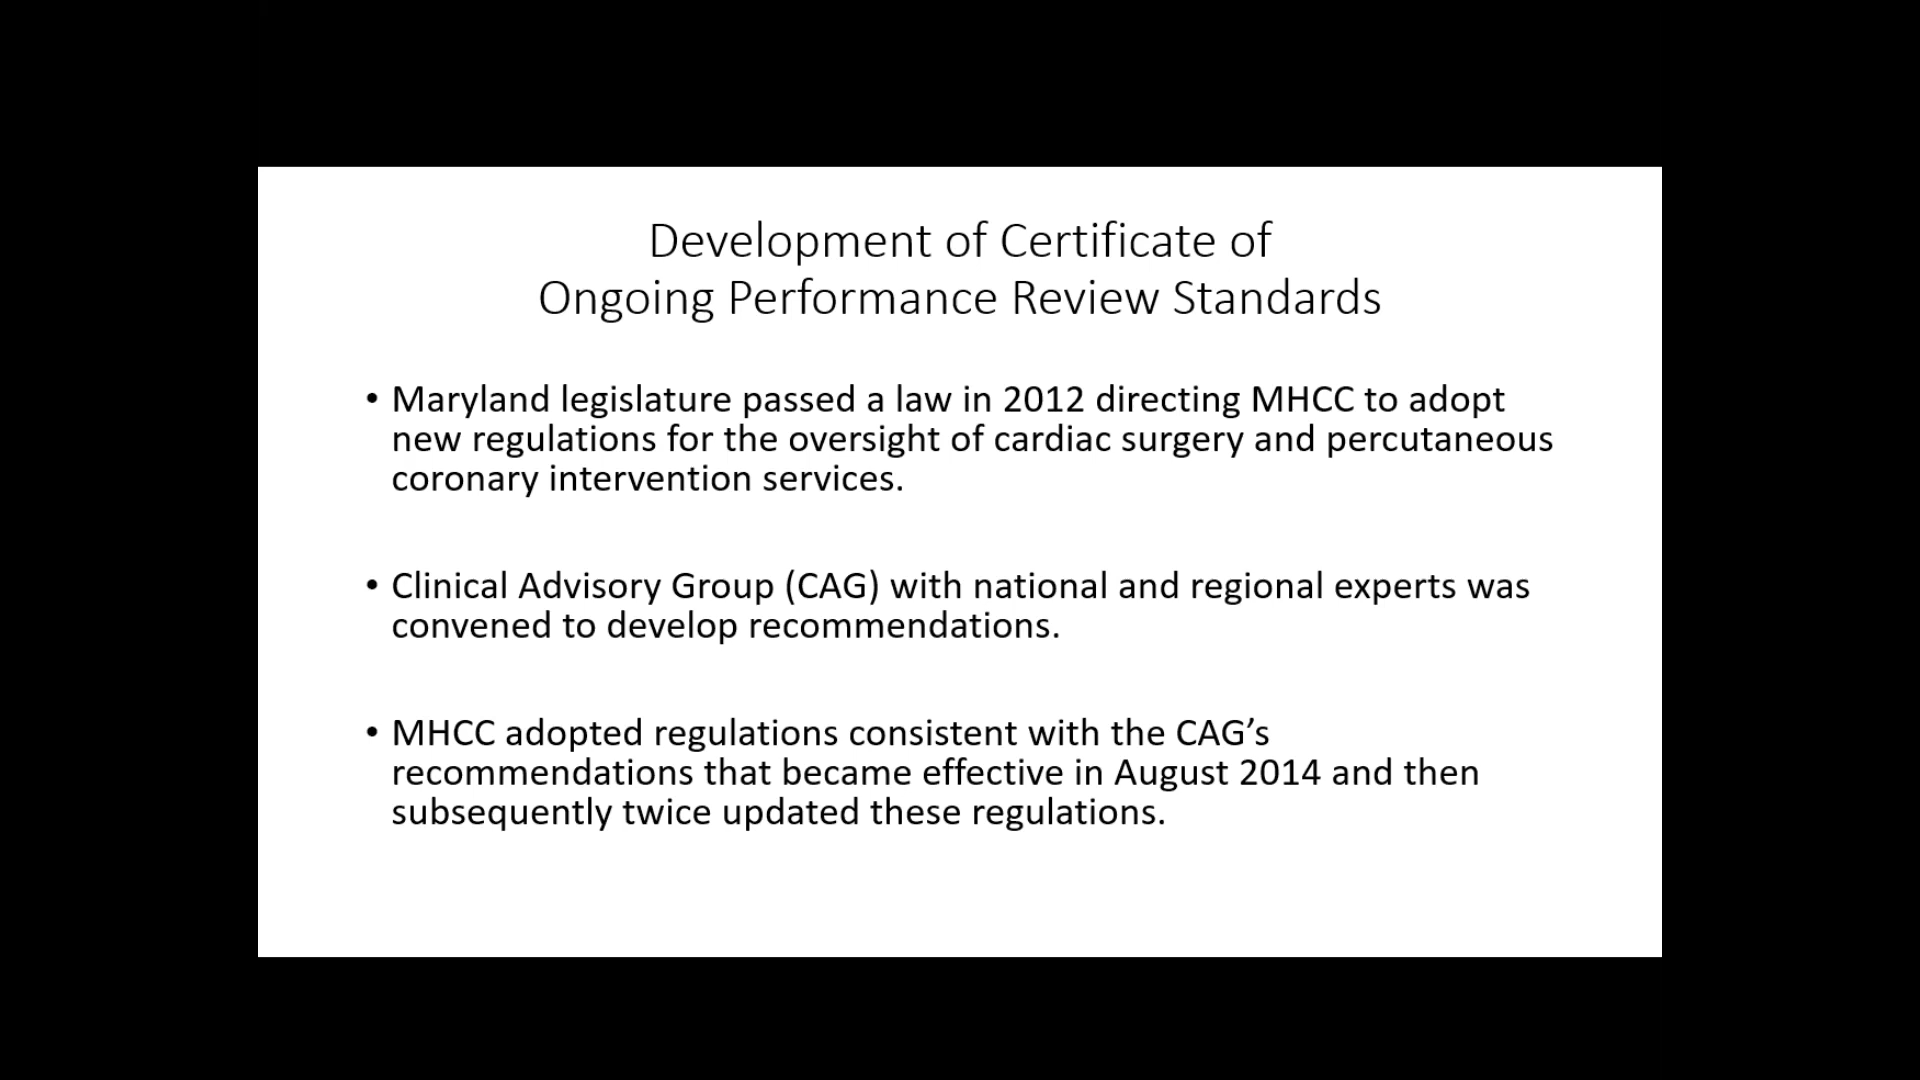 Development of Certificate of
Ongoing Performance Review Standards
• Maryland legislature passed a law in 2012 directing MHCC to adopt
new regulations for the oversight of cardiac surgery and percutaneous
coronary intervention services.
• Clinical Advisory Group (CAG) with national and regional experts was
convened to develop recommendations.
• MHCC adopted regulations consistent with the CAG’s
recommendations that became effective in August 2014 and then
subsequently twice updated these regulations.